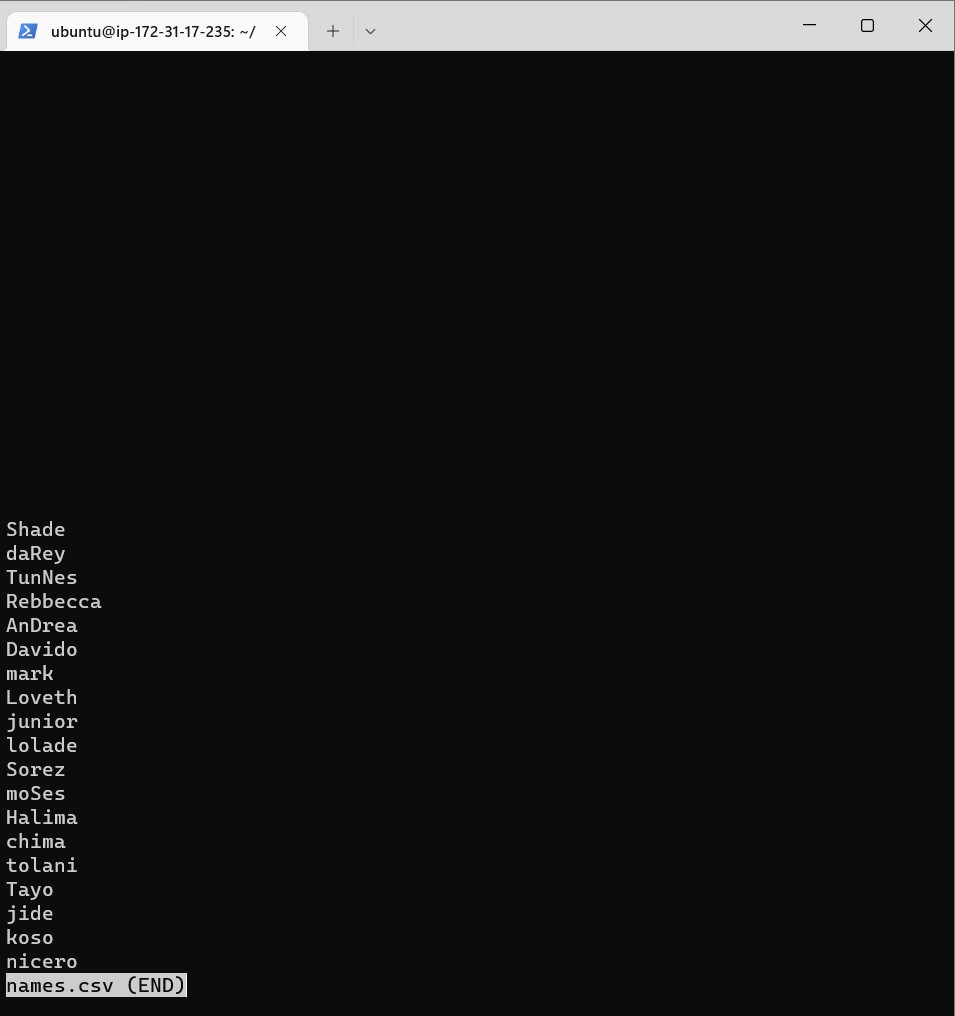 ubuntu@ip-172-31-17-235: ~/
Shade
daRey
TunNes
Rebbecca
AnDrea
Davido
mark
Loveth
junior
lolade
Sorez
moSes
Halima
chima
tolani
Tayo
jide
koso
nicero
names.csv (END)